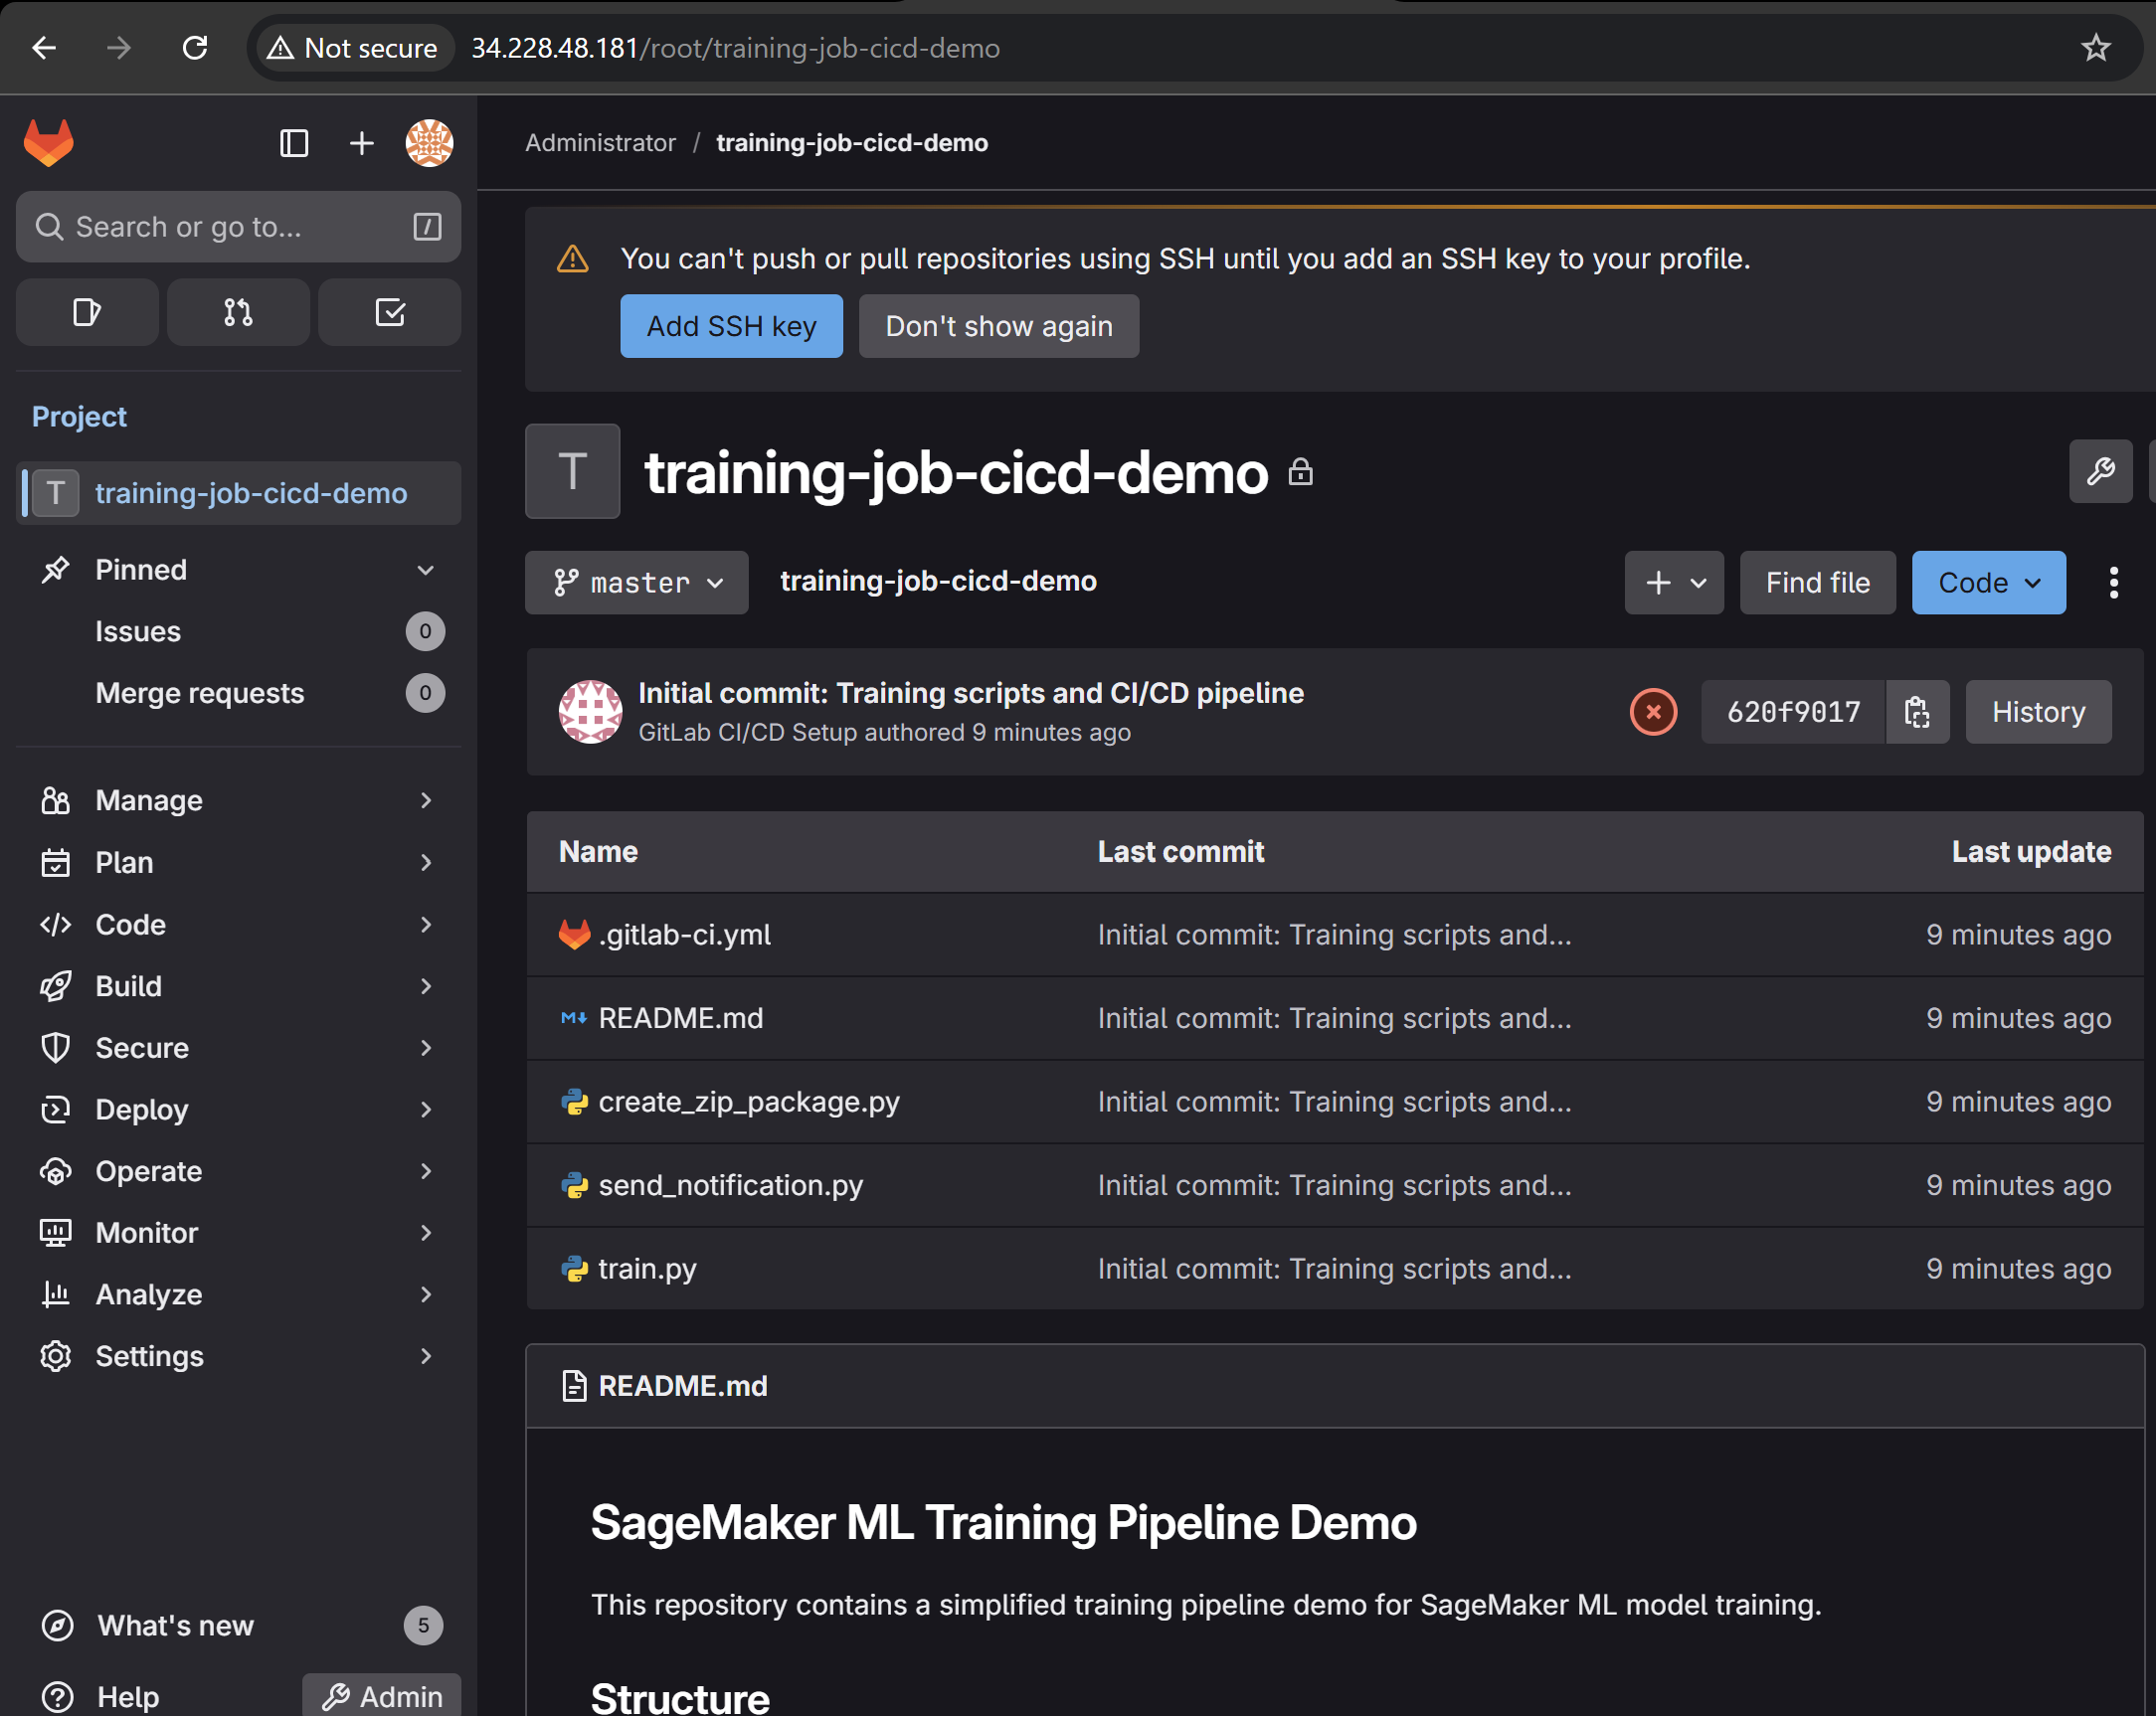 Not secure
34.228.48.181/root/training-job-cicd-demo
Search or go to...
/
Project
T training-job-cicd-demo
Pinned
Issues 0
Merge requests 0
Manage
Plan
Code
Build
Secure
Deploy
Operate
Monitor
Analyze
Settings
What's new 5
Help
Admin
Administrator / training-job-cicd-demo
You can't push or pull repositories using SSH until you add an SSH key to your profile.
Add SSH key
Don't show again
T training-job-cicd-demo
master training-job-cicd-demo
Find file
Code
Initial commit: Training scripts and CI/CD pipeline
GitLab CI/CD Setup authored 9 minutes ago
620f9017
History
Name Last commit Last update
.gitlab-ci.yml Initial commit: Training scripts and... 9 minutes ago
README.md Initial commit: Training scripts and... 9 minutes ago
create_zip_package.py Initial commit: Training scripts and... 9 minutes ago
send_notification.py Initial commit: Training scripts and... 9 minutes ago
train.py Initial commit: Training scripts and... 9 minutes ago
README.md
SageMaker ML Training Pipeline Demo
This repository contains a simplified training pipeline demo for SageMaker ML model training.
Structure